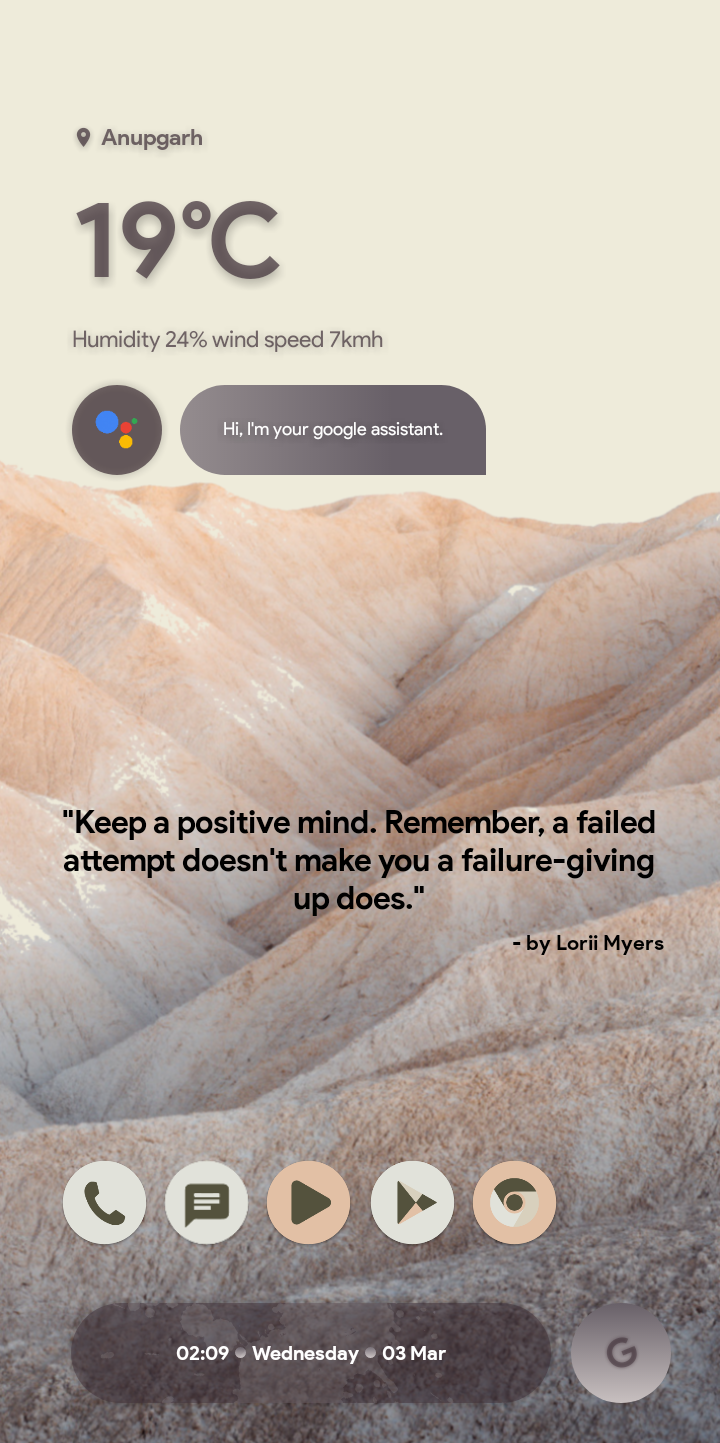 Anupgarh
19°C
Humidity 24% wind speed 7kmh
Hi, I'm your google assistant.
"Keep a positive mind. Remember, a failed
attempt doesn't make you a failure-giving
up does."
- by Lorii Myers
02:09 Wednesday 03 Mar
G